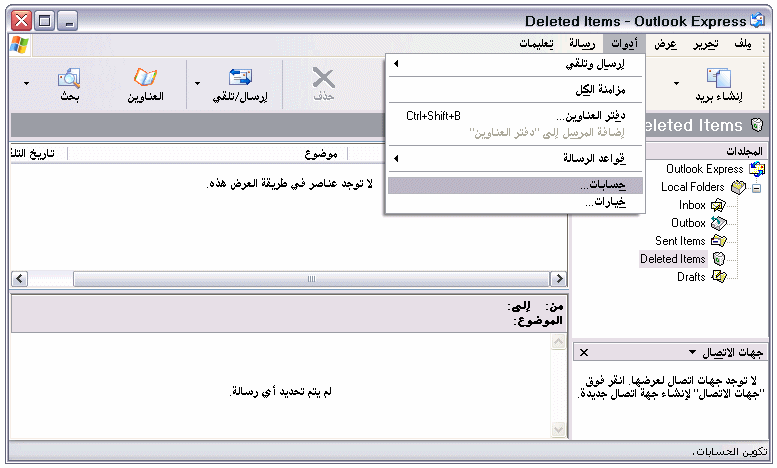 Deleted Items - Outlook Express
ملف تحرير عرض أدوات رسالة تعليمات
إنشاء بريد
حذف
إرسال/تلقي
العناوين
بحث
إرسال وتلقي
مزامنة الكل
دفتر العناوين... Ctrl+Shift+B
إضافة المرسل إلى "دفتر العناوين"
قواعد الرسالة
حسابات...
خيارات...
eleted Items
المجلدات
Outlook Express
Local Folders
Inbox
Outbox
Sent Items
Deleted Items
Drafts
موضوع
تاريخ التلق
لا توجد عناصر في طريقة العرض هذه.
من: إلى:
الموضوع:
لم يتم تحديد أي رسالة.
جهات الاتصال
لا توجد جهات اتصال لعرضها. انقر فوق
"جهات الاتصال" لإنشاء جهة اتصال جديدة.
تكوين الحسابات.